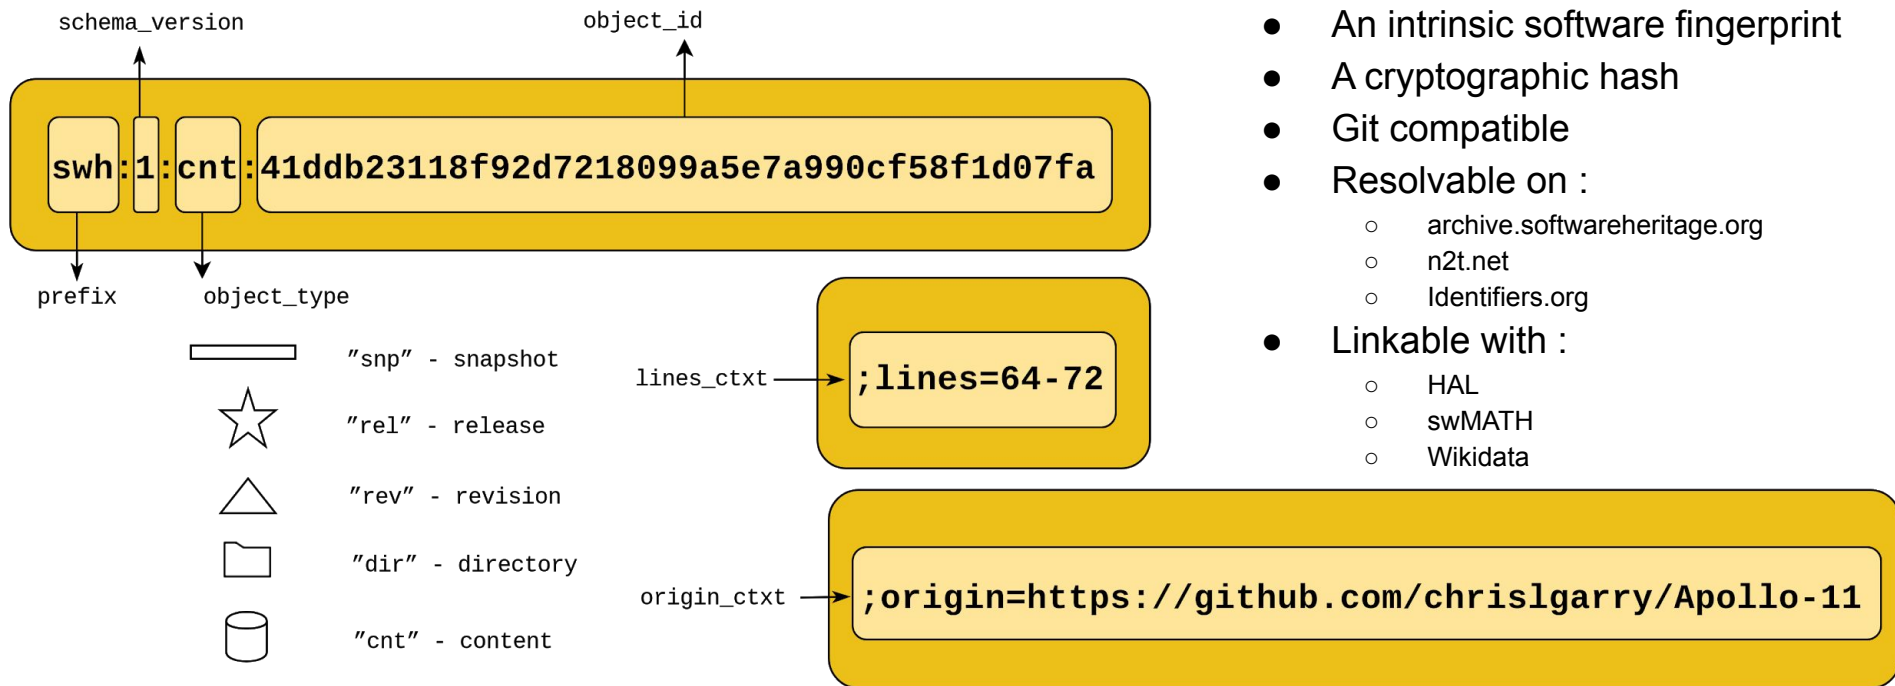 schema_version
object_id
swh:1:cnt:41ddb23118f92d7218099a5e7a990cf58f1d07fa
prefix
object_type
”snp” - snapshot
”rel” - release
”rev” - revision
”dir” - directory
”cnt” - content
lines_ctxt
;lines=64-72
origin_ctxt
;origin=https://github.com/chrislgarry/Apollo-11
● An intrinsic software fingerprint
● A cryptographic hash
● Git compatible
● Resolvable on :
○ archive.softwareheritage.org
○ n2t.net
○ Identifiers.org
● Linkable with :
○ HAL
○ swMATH
○ Wikidata